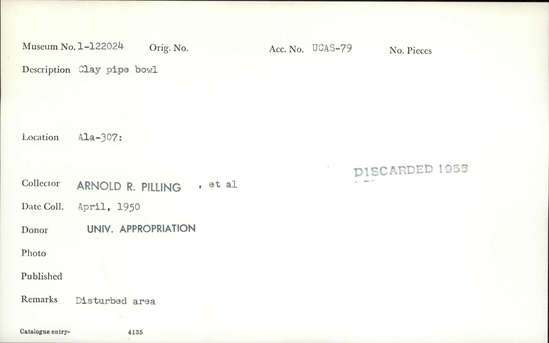 Museum No. 1-122024 Orig. No. Acc. No. UCAS-79 No. Pieces
Description Clay pipe bowl
Location Ala-307:
DISCARDED
Collector ARNOLD R. PILLING , et al
Date Coll. April, 1950
Donor UNIV. APPROPRIATION
Photo
Published
Remarks Disturbed area
Catalogue entry- 4135